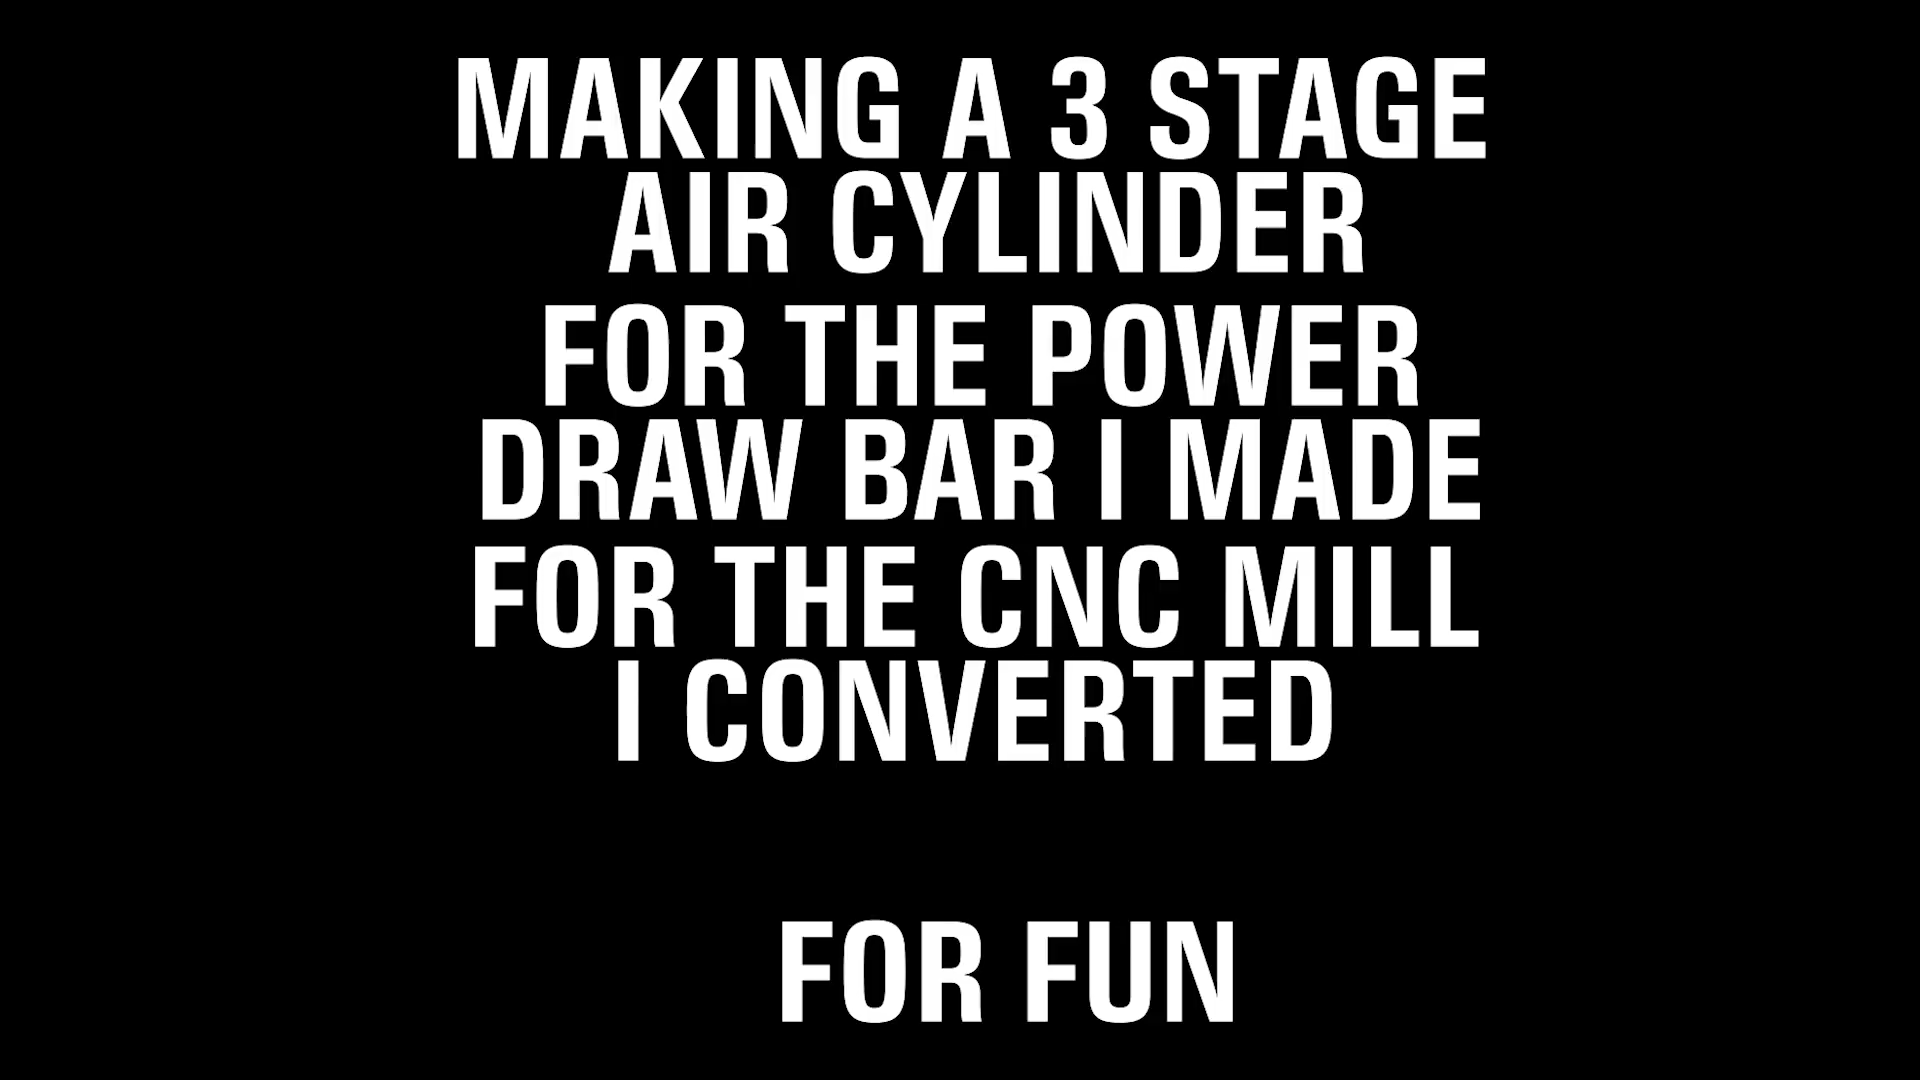 MAKING A 3 STAGE
AIR CYLINDER
FOR THE POWER
DRAW BAR I MADE
FOR THE CNC MILL
I CONVERTED
FOR FUN